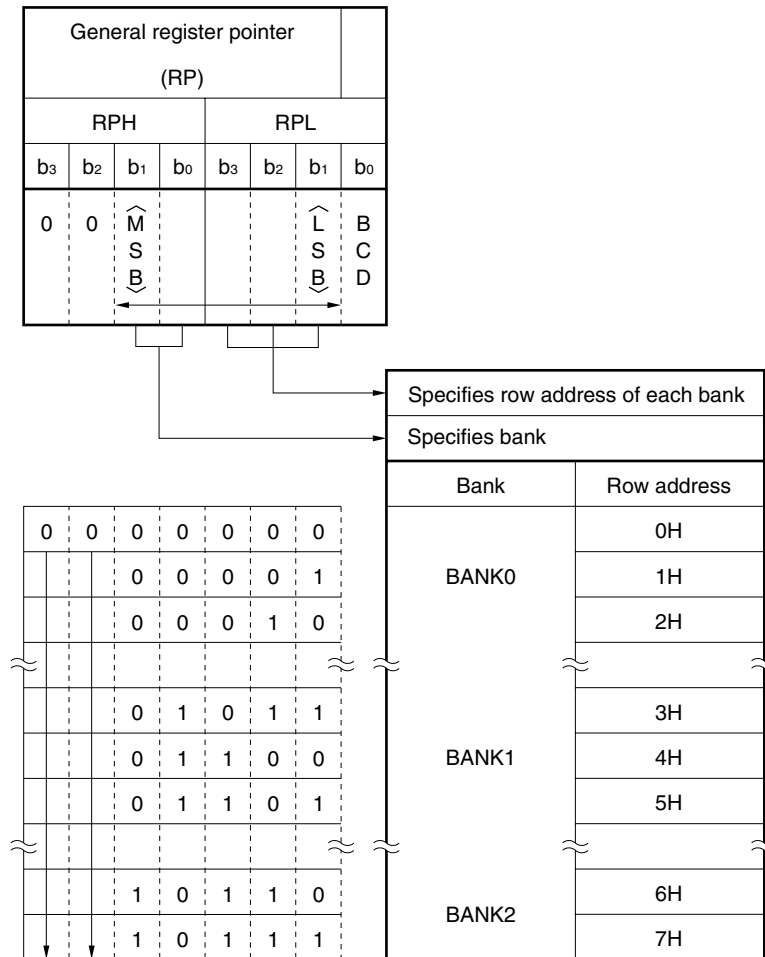 General register pointer
(RP)
RPH RPL
b3 b2 b1 b0 b3 b2 b1 b0
0 0 M L B
S S C
B B D
Specifies row address of each bank
Specifies bank
Bank Row address
0 0 0 0 0 0 0 0H
0 0 0 0 1 BANK0 1H
0 0 0 1 0 2H
0 1 0 1 1 3H
0 1 1 0 0 BANK1 4H
0 1 1 0 1 5H
1 0 1 1 0 6H
BANK2
1 0 1 1 1 7H